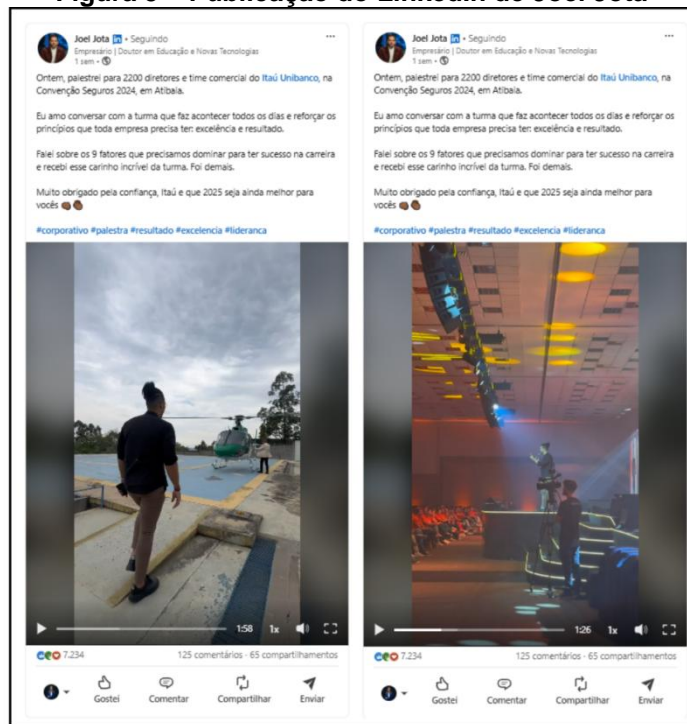 Joel Jota in • Seguindo
Empresário | Doutor em Educação e Novas Tecnologias
1 sem •
Ontem, palestrei para 2200 diretores e time comercial do Itaú Unibanco, na
Convenção Seguros 2024, em Atibaia.
Eu amo conversar com a turma que faz acontecer todos os dias e reforçar os
princípios que toda empresa precisa ter: excelência e resultado.
Falei sobre os 9 fatores que precisamos dominar para ter sucesso na carreira
e recebi esse carinho incrível da turma. Foi demais.
Muito obrigado pela confiança, Itaú e que 2025 seja ainda melhor para
vocês
#corporativo #palestra #resultado #excelencia #lideranca
1:58 1x
7.234 125 comentários • 65 compartilhamentos
Gostei Comentar Compartilhar Enviar
Joel Jota in • Seguindo
Empresário | Doutor em Educação e Novas Tecnologias
1 sem •
Ontem, palestrei para 2200 diretores e time comercial do Itaú Unibanco, na
Convenção Seguros 2024, em Atibaia.
Eu amo conversar com a turma que faz acontecer todos os dias e reforçar os
princípios que toda empresa precisa ter: excelência e resultado.
Falei sobre os 9 fatores que precisamos dominar para ter sucesso na carreira
e recebi esse carinho incrível da turma. Foi demais.
Muito obrigado pela confiança, Itaú e que 2025 seja ainda melhor para
vocês
#corporativo #palestra #resultado #excelencia #lideranca
1:26 1x
7.234 125 comentários • 65 compartilhamentos
Gostei Comentar Compartilhar Enviar